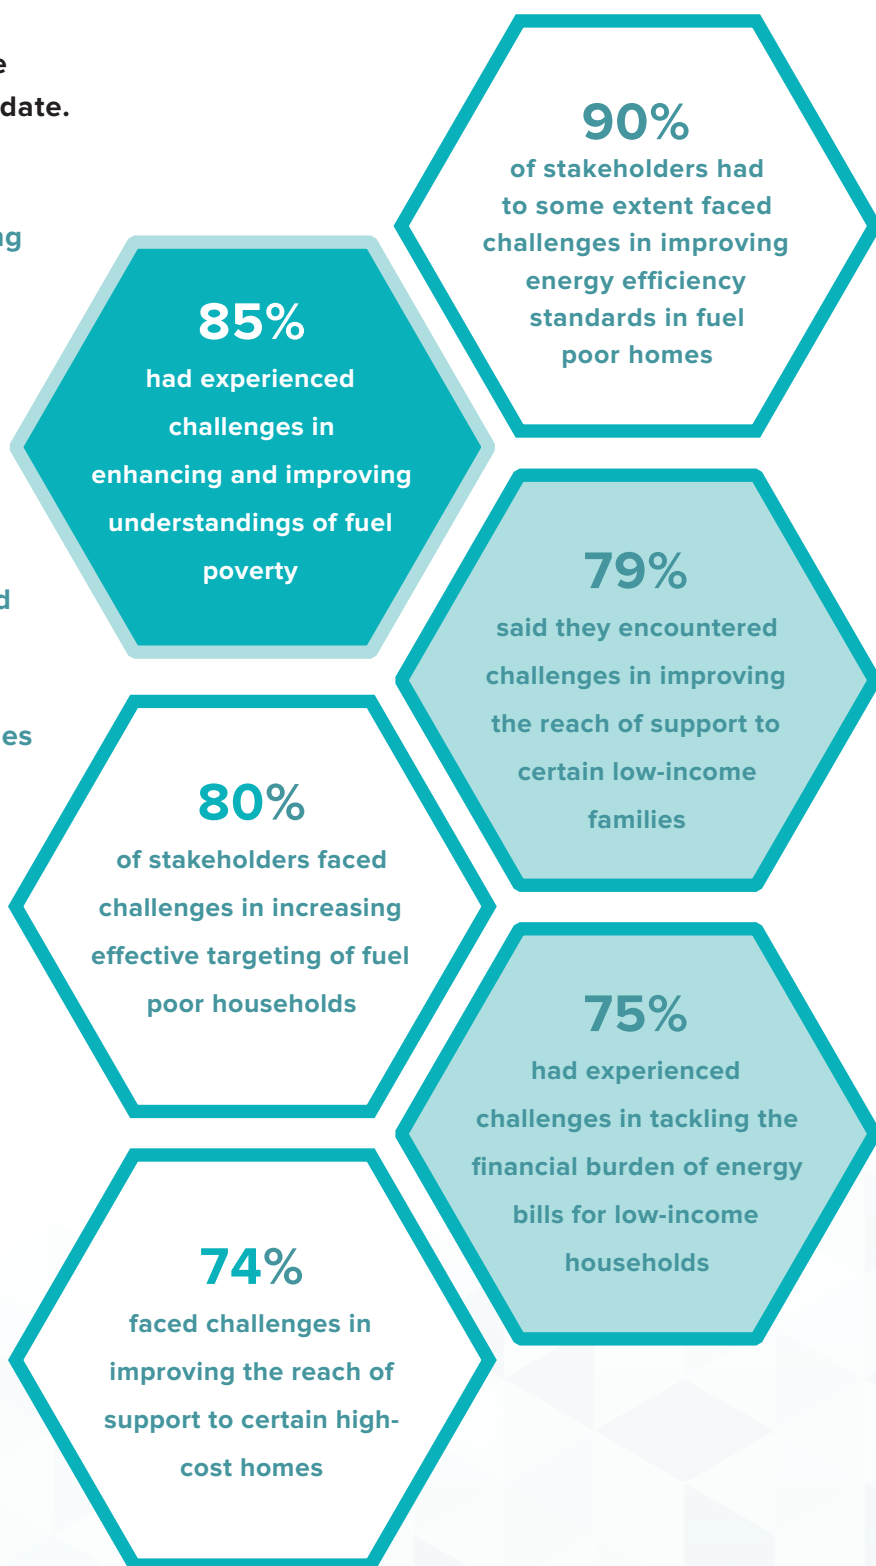 date.
90%
of stakeholders had
to some extent faced
challenges in improving
energy efficiency
standards in fuel
poor homes
85%
had experienced
challenges in
enhancing and improving
understandings of fuel
poverty
79%
said they encountered
challenges in improving
the reach of support to
certain low-income
families
80%
of stakeholders faced
challenges in increasing
effective targeting of fuel
poor households
75%
had experienced
challenges in tackling the
financial burden of energy
bills for low-income
households
74%
faced challenges in
improving the reach of
support to certain high-
cost homes